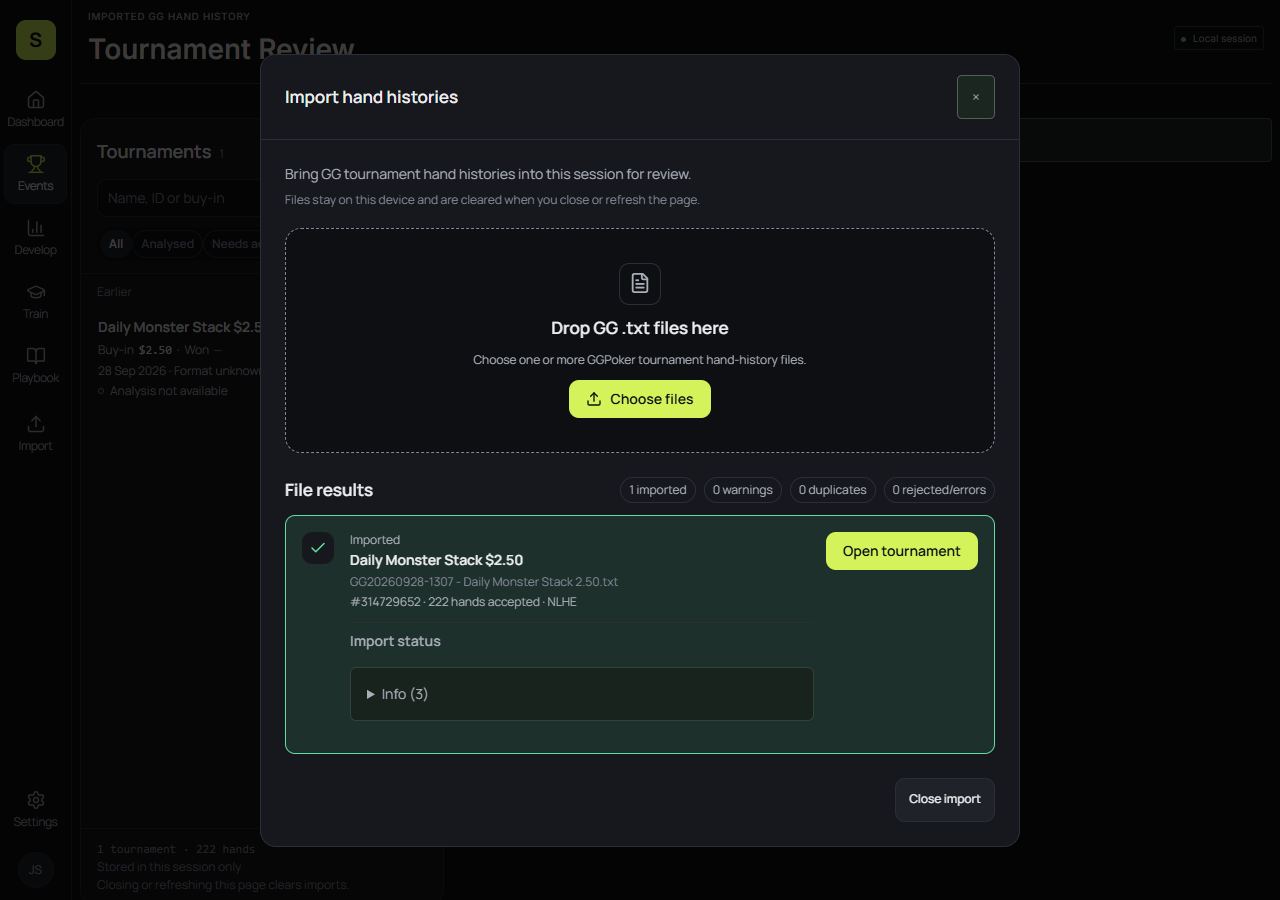 S
IMPORTED GG HAND HISTORY
Tournament Review
Local session
Dashboard
Events
Develop
Train
Playbook
Import
Settings
JS
Tournaments 1
Name, ID or buy-in
All Analysed Needs
Earlier
Daily Monster Stack $2.5
Buy-in $2.50 · Won —
28 Sep 2026 · Format unknown
Analysis not available
1 tournament · 222 hands
Stored in this session only
Closing or refreshing this page clears imports.
Import hand histories
×
Bring GG tournament hand histories into this session for review.
Files stay on this device and are cleared when you close or refresh the page.
Drop GG .txt files here
Choose one or more GGPoker tournament hand-history files.
Choose files
File results
1 imported 0 warnings 0 duplicates 0 rejected/errors
Imported
Daily Monster Stack $2.50
GG20260928-1307 - Daily Monster Stack 2.50.txt
#314729652 · 222 hands accepted · NLHE
Open tournament
Import status
▶ Info (3)
Close import